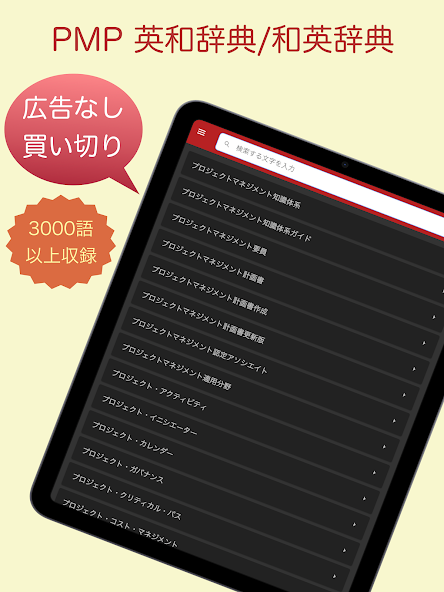 PMP 英和辞典/和英辞典
広告なし
買い切り
3000語
以上収録
検索する文字を入力
プロジェクトマネジメント知識体系
プロジェクトマネジメント知識体系ガイド
プロジェクトマネジメント要員
プロジェクトマネジメント計画書
プロジェクトマネジメント計画書作成
プロジェクトマネジメント計画書更新版
プロジェクトマネジメント認定アソシエイト
プロジェクトマネジメント適用分野
プロジェクト・アクティビティ
プロジェクト・イニシエーター
プロジェクト・カレンダー
プロジェクト・ガバナンス
プロジェクト・クリティカル・パス
プロジェクト・コスト・マネジメント